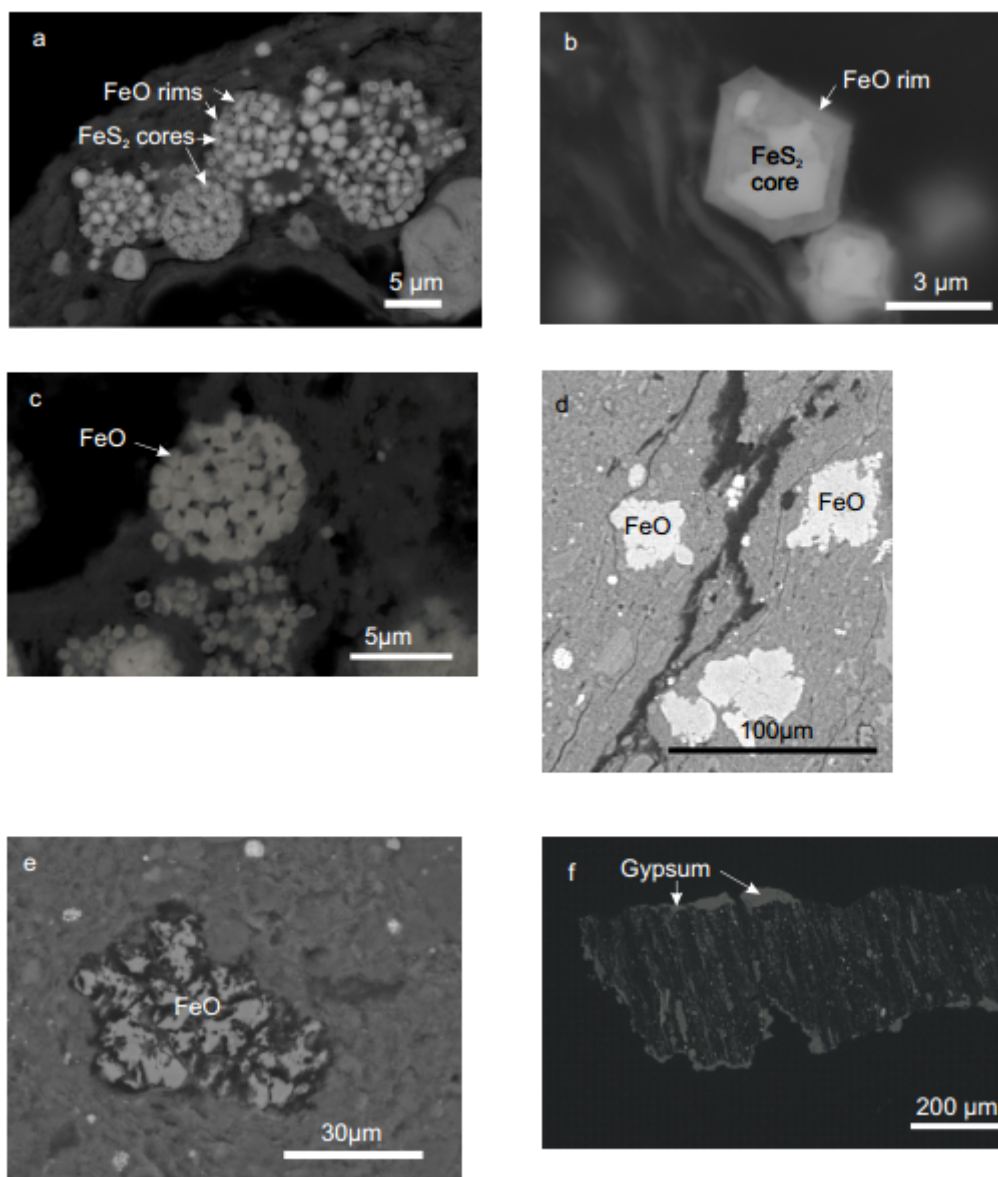 a
FeO rims
FeS₂ cores
5 µm
b
FeO rim
FeS₂
core
3 µm
c
FeO
5µm
d
FeO
FeO
100µm
e
FeO
30µm
f
Gypsum
200 µm